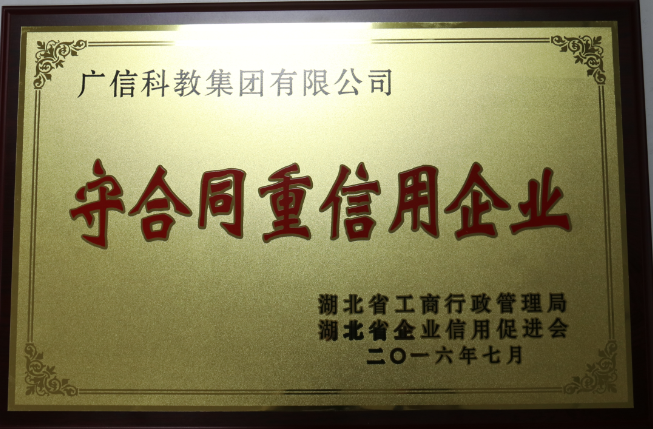 广信科教集团有限公司
守合同重信用企业
湖北省工商行政管理局
湖北省企业信用促进会
二〇一六年七月